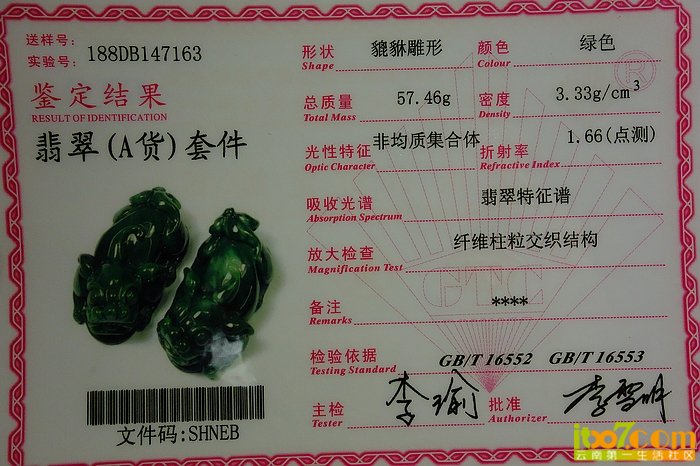 送样号:
实验号: 188DB147163
鉴定结果
RESULT OF IDENTIFICATION
翡翠(A货)套件
文件码:SHNEB
形状 貔貅雕形 颜色 绿色
Shape Colour
总质量 57.46g 密度 3.33g/cm³
Total Mass Density
光性特征 非均质集合体 折射率 1.66(点测)
Optic Character Refractive Index
吸收光谱 翡翠特征谱
Absorption Spectrum
放大检查 纤维柱粒交织结构
Magnification Test
GTC
备注 ****
Remarks
检验依据 GB/T 16552 GB/T 16553
Testing Standard
主检 李瑜 批准 李雪明
Tester Authorizer
®
云南第一生活社区